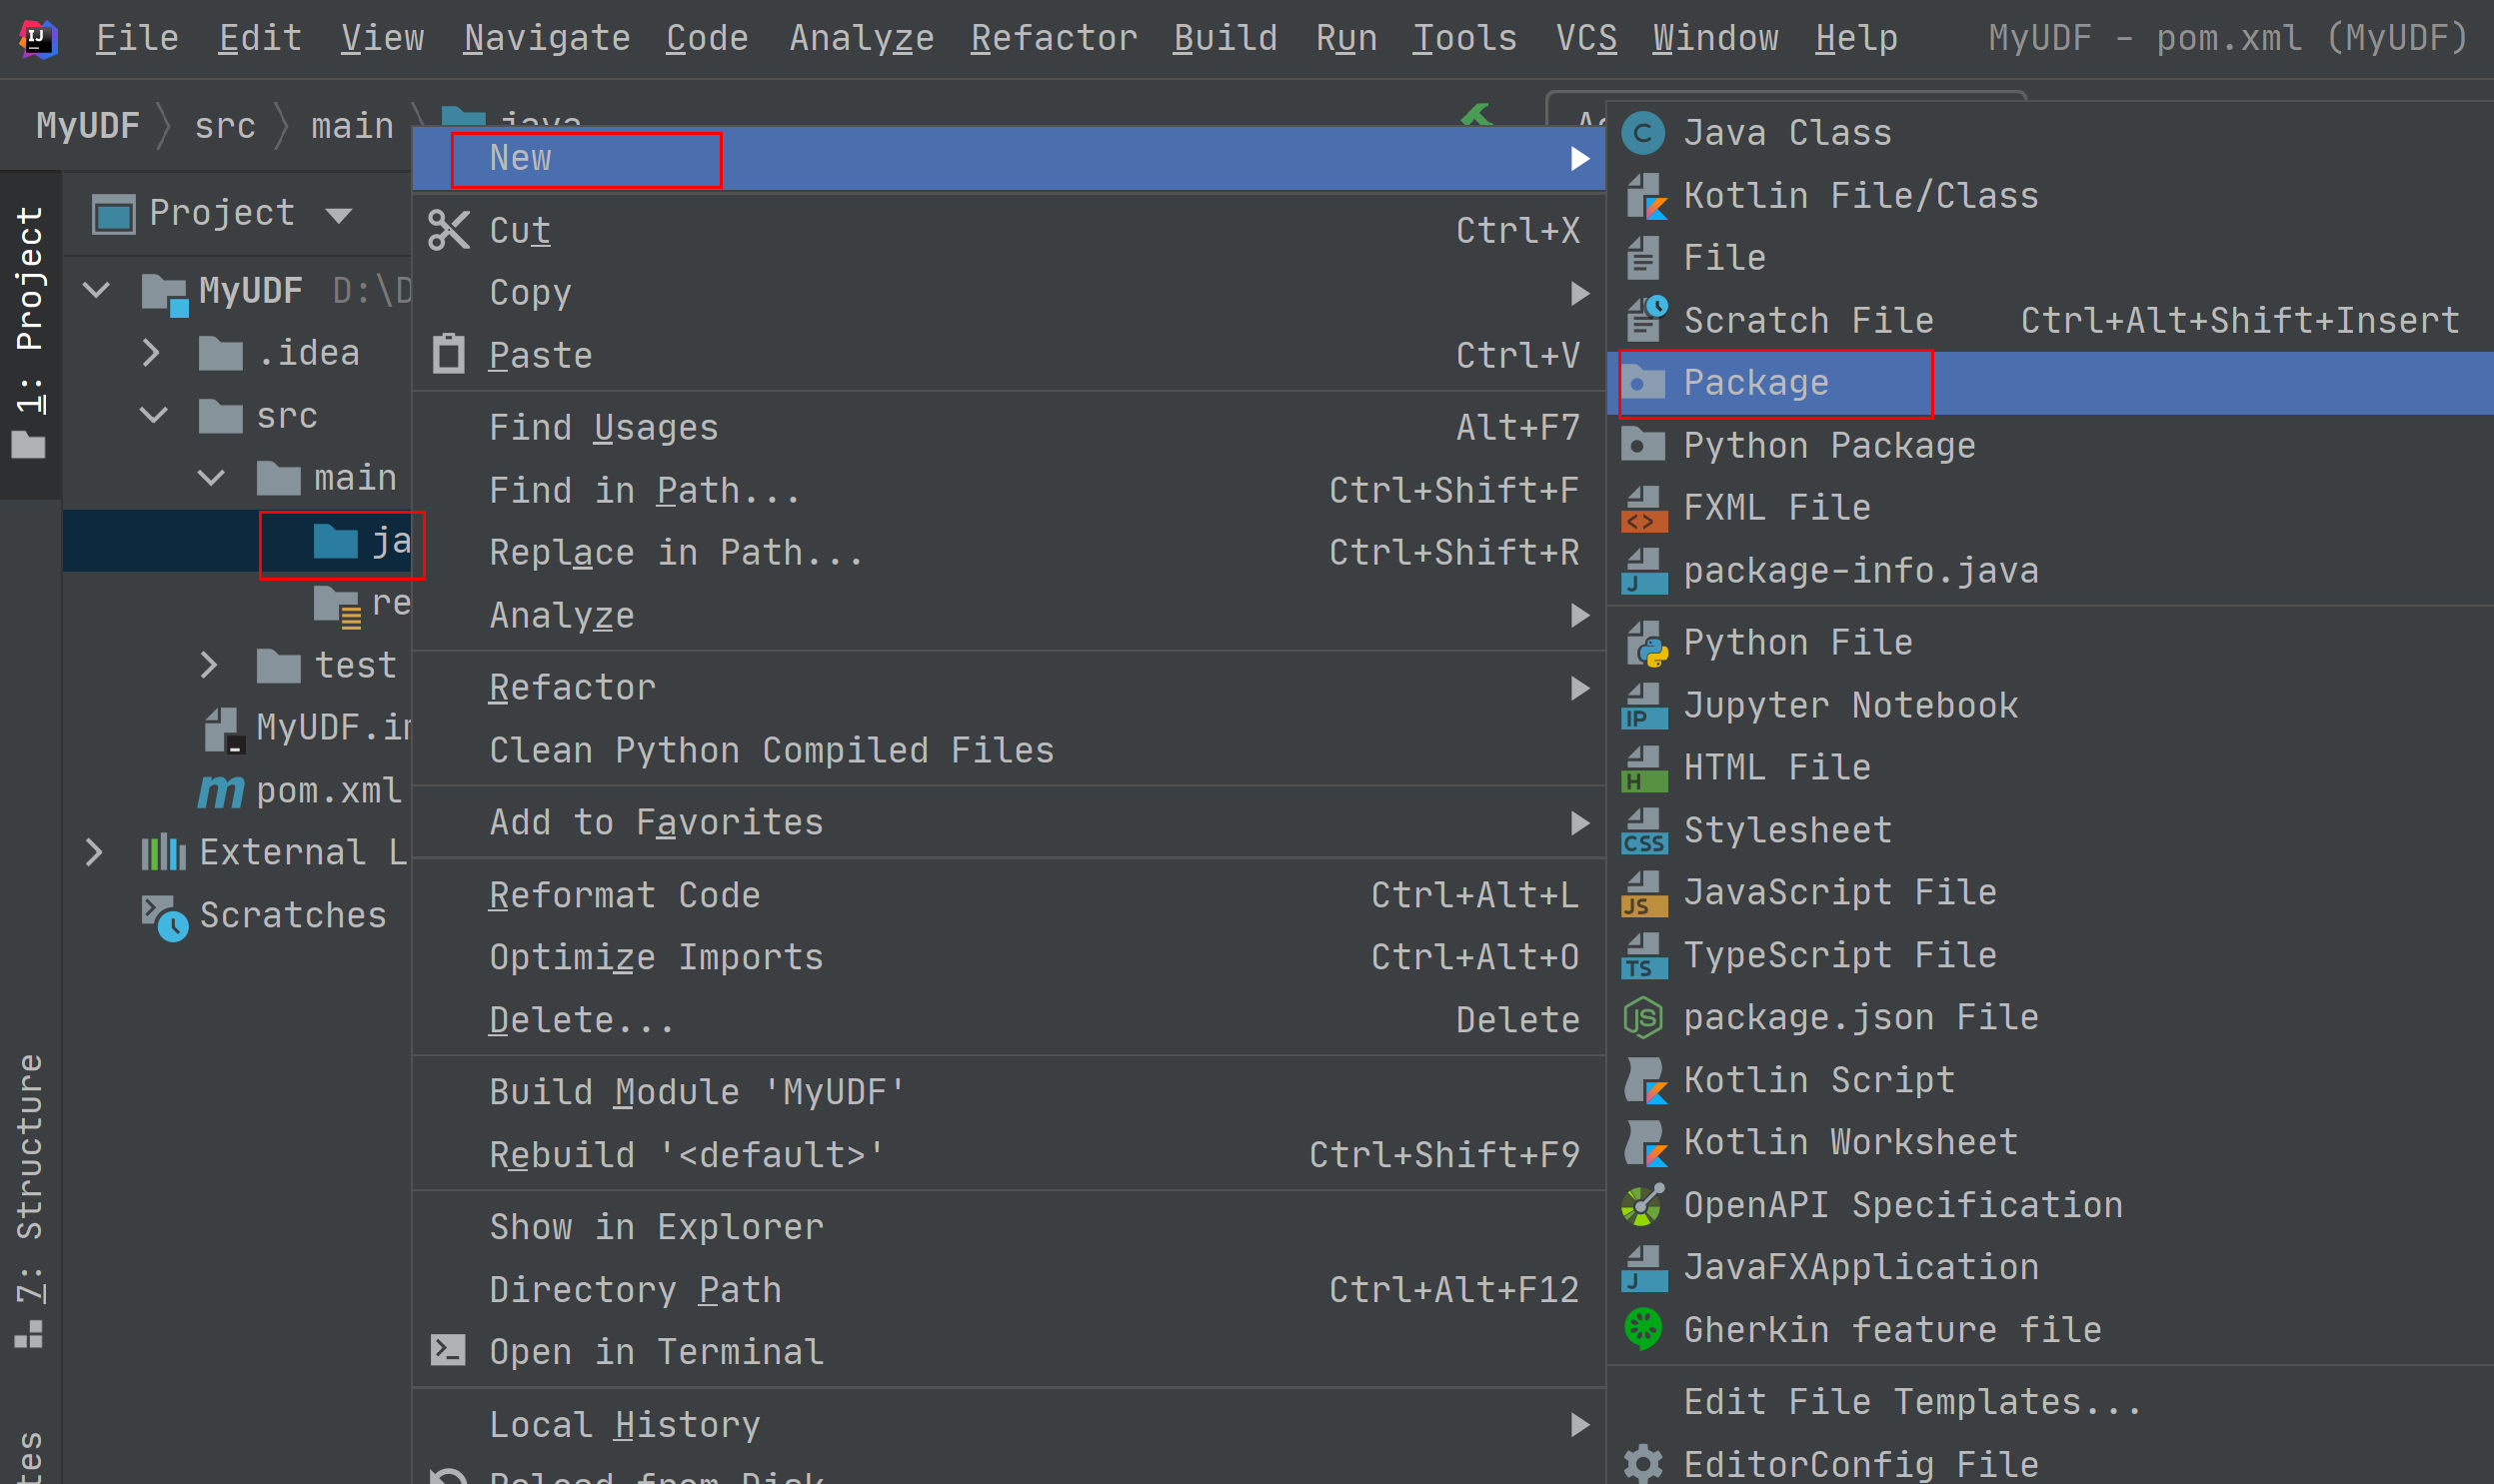 File Edit View Navigate Code Analyze Refactor Build Run Tools VCS Window Help MyUDF - pom.xml (MyUDF)
MyUDF src main java
1: Project
Project
MyUDF D:\D
.idea
src
main
ja
re
test
MyUDF.im
pom.xml
External L
Scratches
7: Structure
New
Cut Ctrl+X
Copy
Paste Ctrl+V
Find Usages Alt+F7
Find in Path... Ctrl+Shift+F
Replace in Path... Ctrl+Shift+R
Analyze
Refactor
Clean Python Compiled Files
Add to Favorites
Reformat Code Ctrl+Alt+L
Optimize Imports Ctrl+Alt+O
Delete... Delete
Build Module 'MyUDF'
Rebuild '<default>' Ctrl+Shift+F9
Show in Explorer
Directory Path Ctrl+Alt+F12
Open in Terminal
Local History
Reload from Disk
Java Class
Kotlin File/Class
File
Scratch File Ctrl+Alt+Shift+Insert
Package
Python Package
FXML File
package-info.java
Python File
Jupyter Notebook
HTML File
Stylesheet
JavaScript File
TypeScript File
package.json File
Kotlin Script
Kotlin Worksheet
OpenAPI Specification
JavaFXApplication
Gherkin feature file
Edit File Templates...
EditorConfig File